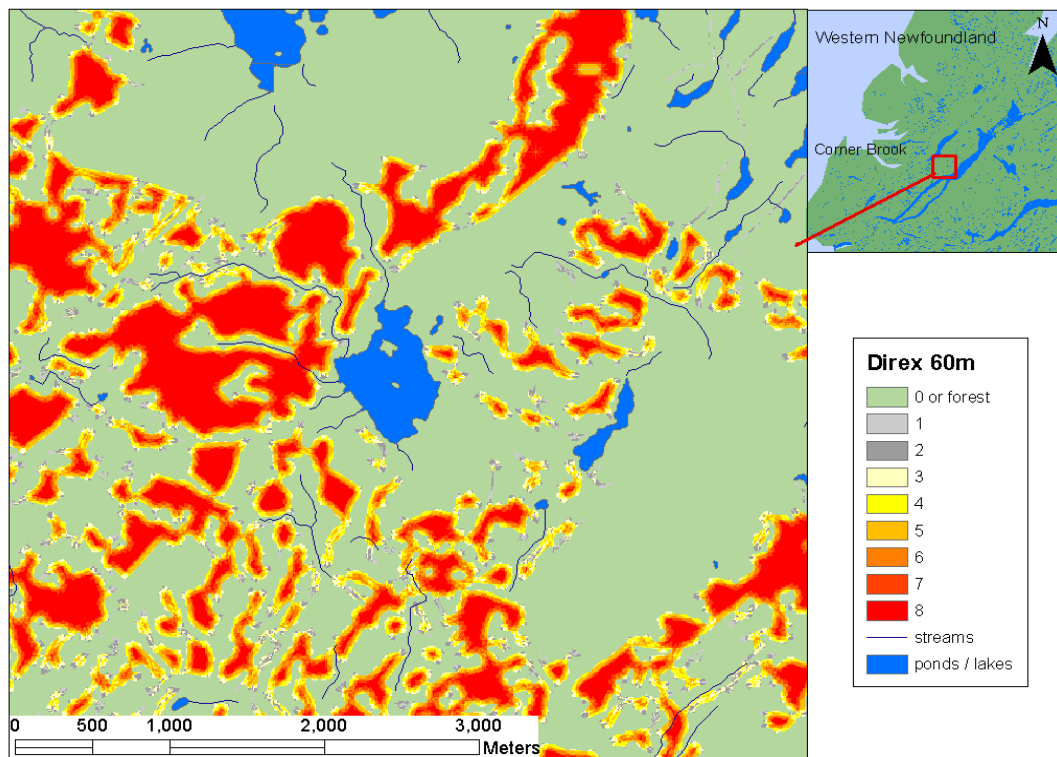 N
Western Newfoundland
Corner Brook
Direx 60m
0 or forest
1
2
3
4
5
6
7
8
streams
ponds / lakes
0 500 1,000 2,000 3,000
Meters